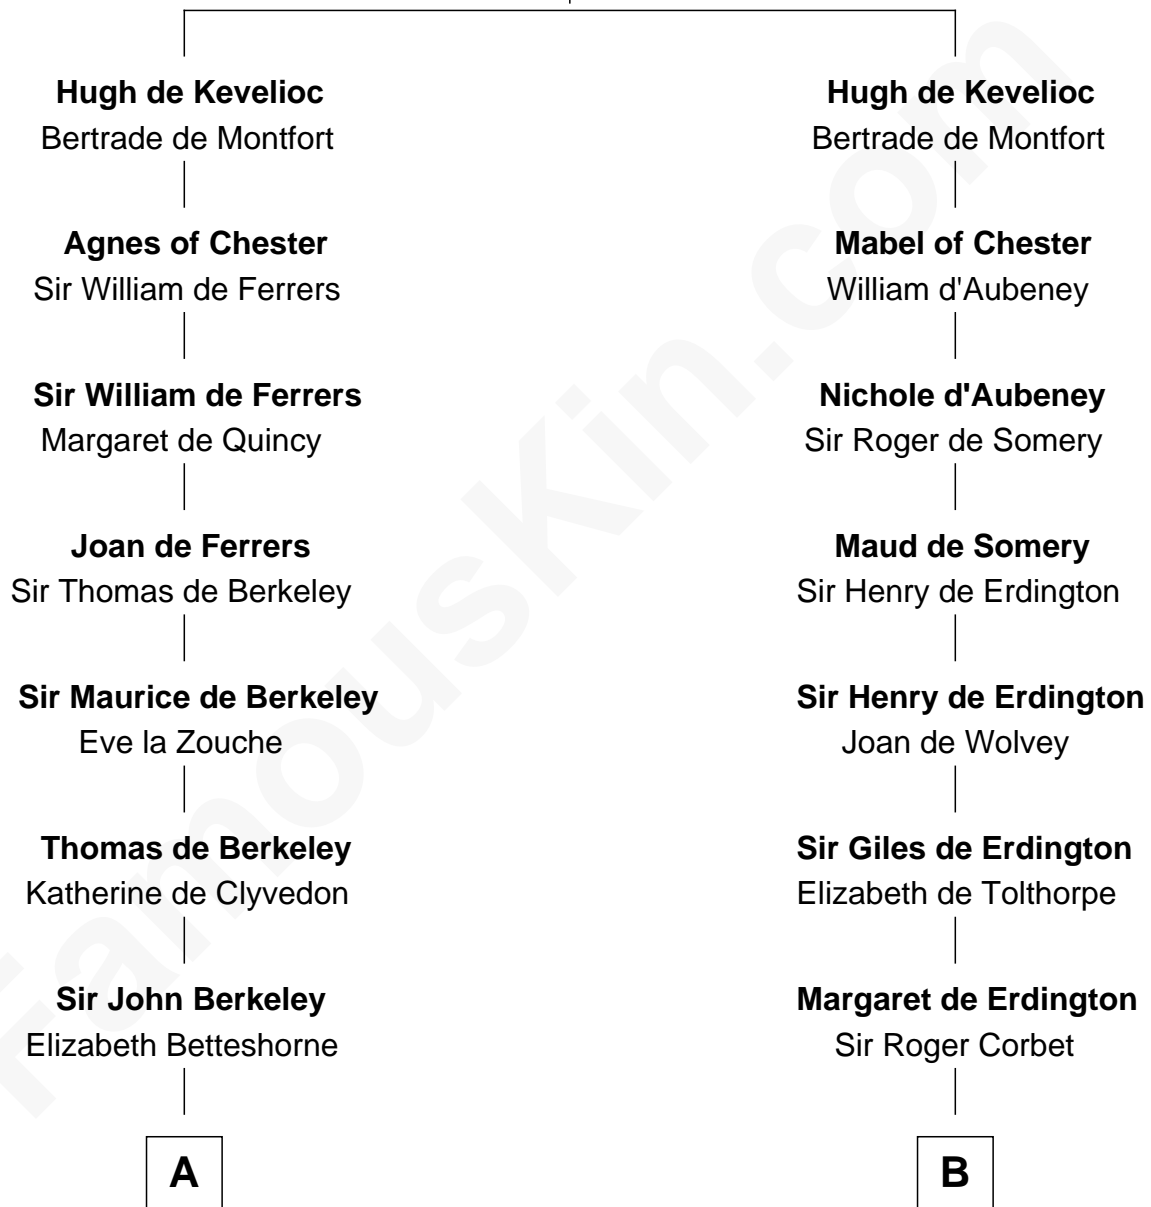 Hugh de Kevelioc
Bertrade de Montfort
Agnes of Chester
Sir William de Ferrers
Sir William de Ferrers
Margaret de Quincy
Joan de Ferrers
Sir Thomas de Berkeley
Sir Maurice de Berkeley
Eve la Zouche
Thomas de Berkeley
Katherine de Clyvedon
Sir John Berkeley
Elizabeth Betteshorne
A
Hugh de Kevelioc
Bertrade de Montfort
Mabel of Chester
William d'Aubeney
Nichole d'Aubeney
Sir Roger de Somery
Maud de Somery
Sir Henry de Erdington
Sir Henry de Erdington
Joan de Wolvey
Sir Giles de Erdington
Elizabeth de Tolthorpe
Margaret de Erdington
Sir Roger Corbet
B
FamousKin.com